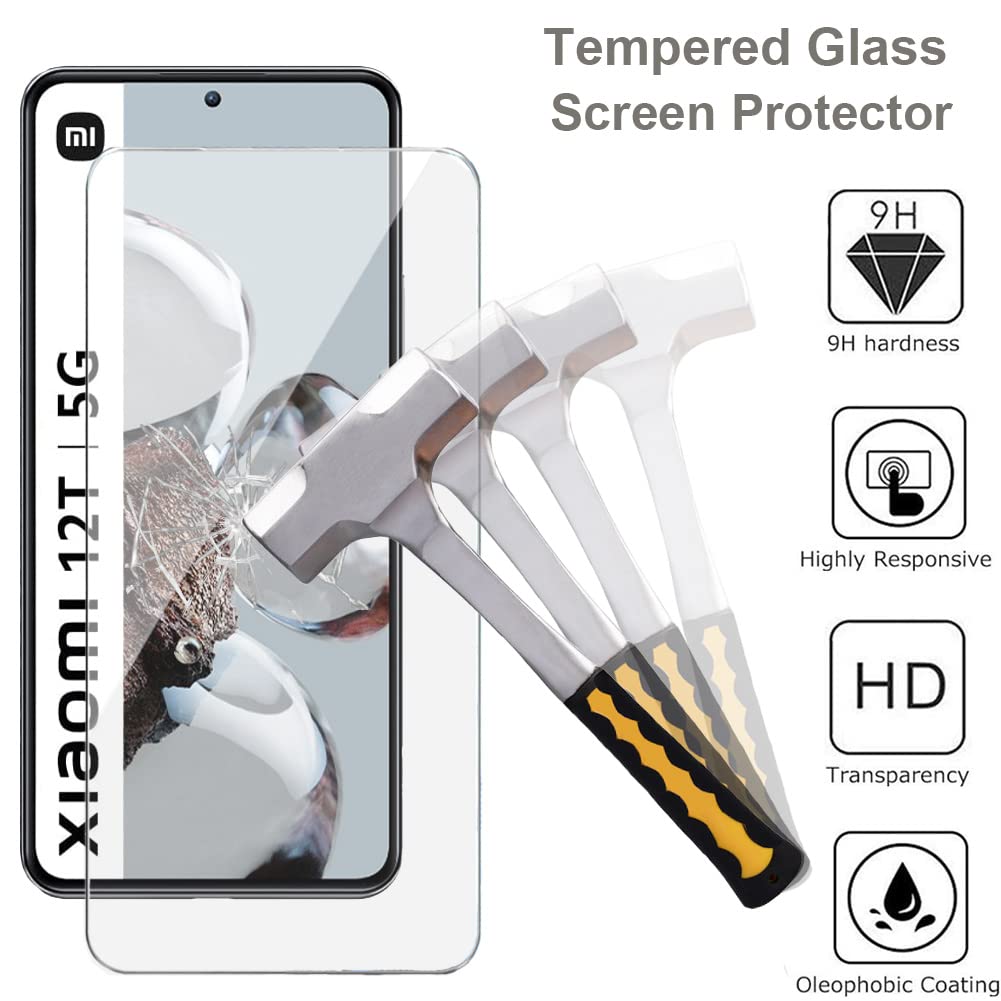 Tempered Glass
Screen Protector
mi
Xiaomi 12T | 5G
9H
9H hardness
Highly Responsive
HD
Transparency
Oleophobic Coating